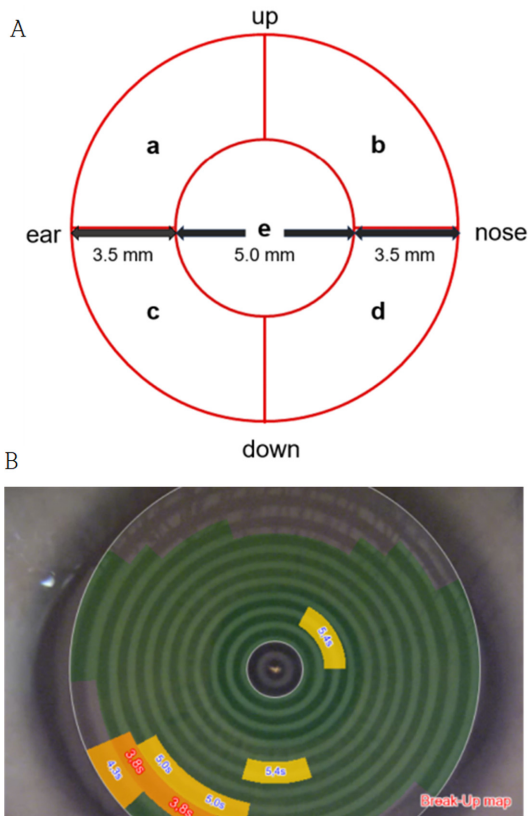 A
up
a
b
ear
e
nose
3.5 mm
5.0 mm
3.5 mm
c
d
down
B
5.4s
3.8s
4.3s
5.0s
5.4s
5.0s
3.8s
Break-Up map